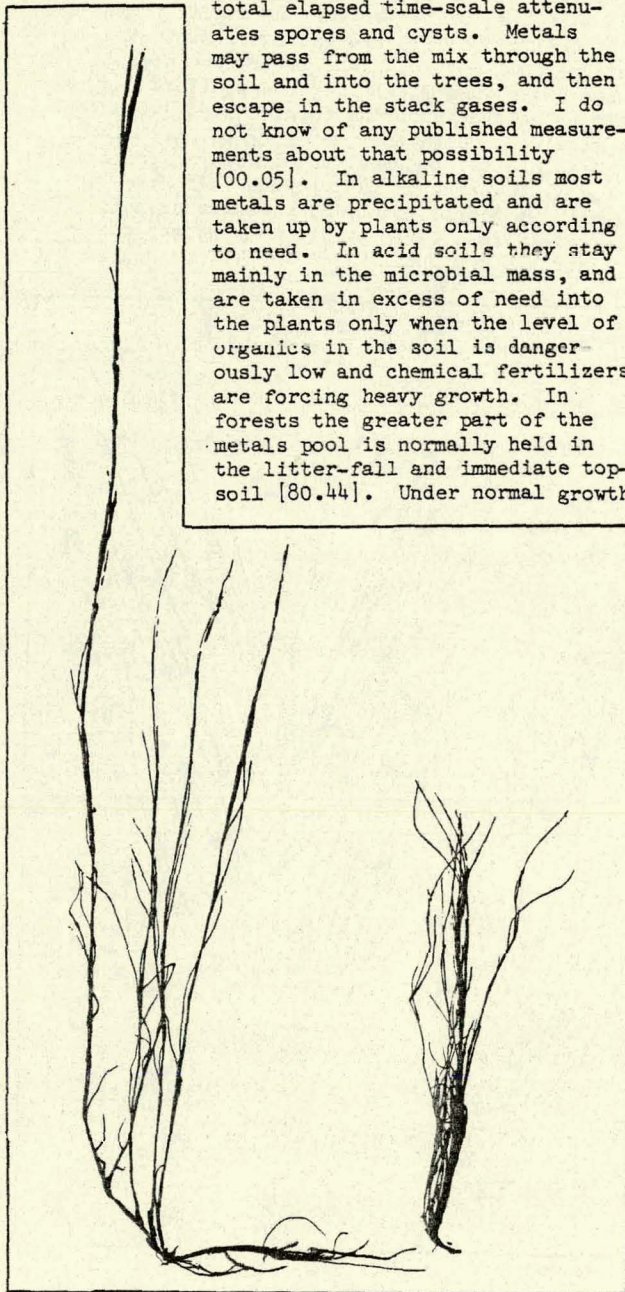 total elapsed time-scale attenu-
ates spores and cysts.  Metals
may pass from the mix through the
soil and into the trees, and then
escape in the stack gases.  I do
not know of any published measure-
ments about that possibility
[00.05].  In alkaline soils most
metals are precipitated and are
taken up by plants only according
to need.  In acid soils they stay
mainly in the microbial mass, and
are taken in excess of need into
the plants only when the level of
organics in the soil is danger-
ously low and chemical fertilizers
are forcing heavy growth.  In
forests the greater part of the
metals pool is normally held in
the litter-fall and immediate top-
soil [80.44].  Under normal growth